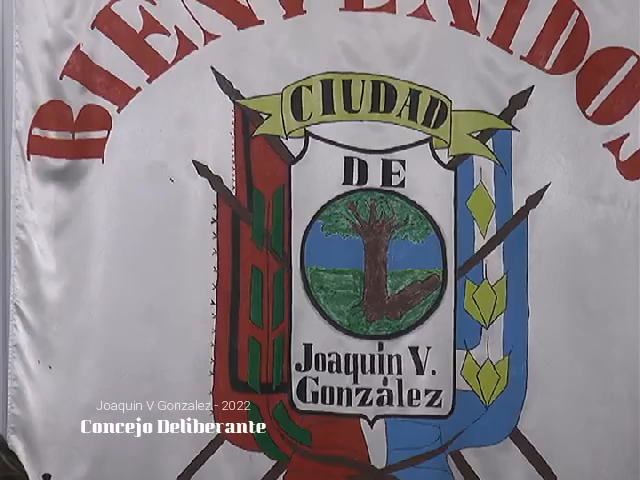 BIENVENIDOS
CIUDAD
DE
Joaquin V.
González
Joaquin V Gonzalez - 2022
Concejo Deliberante